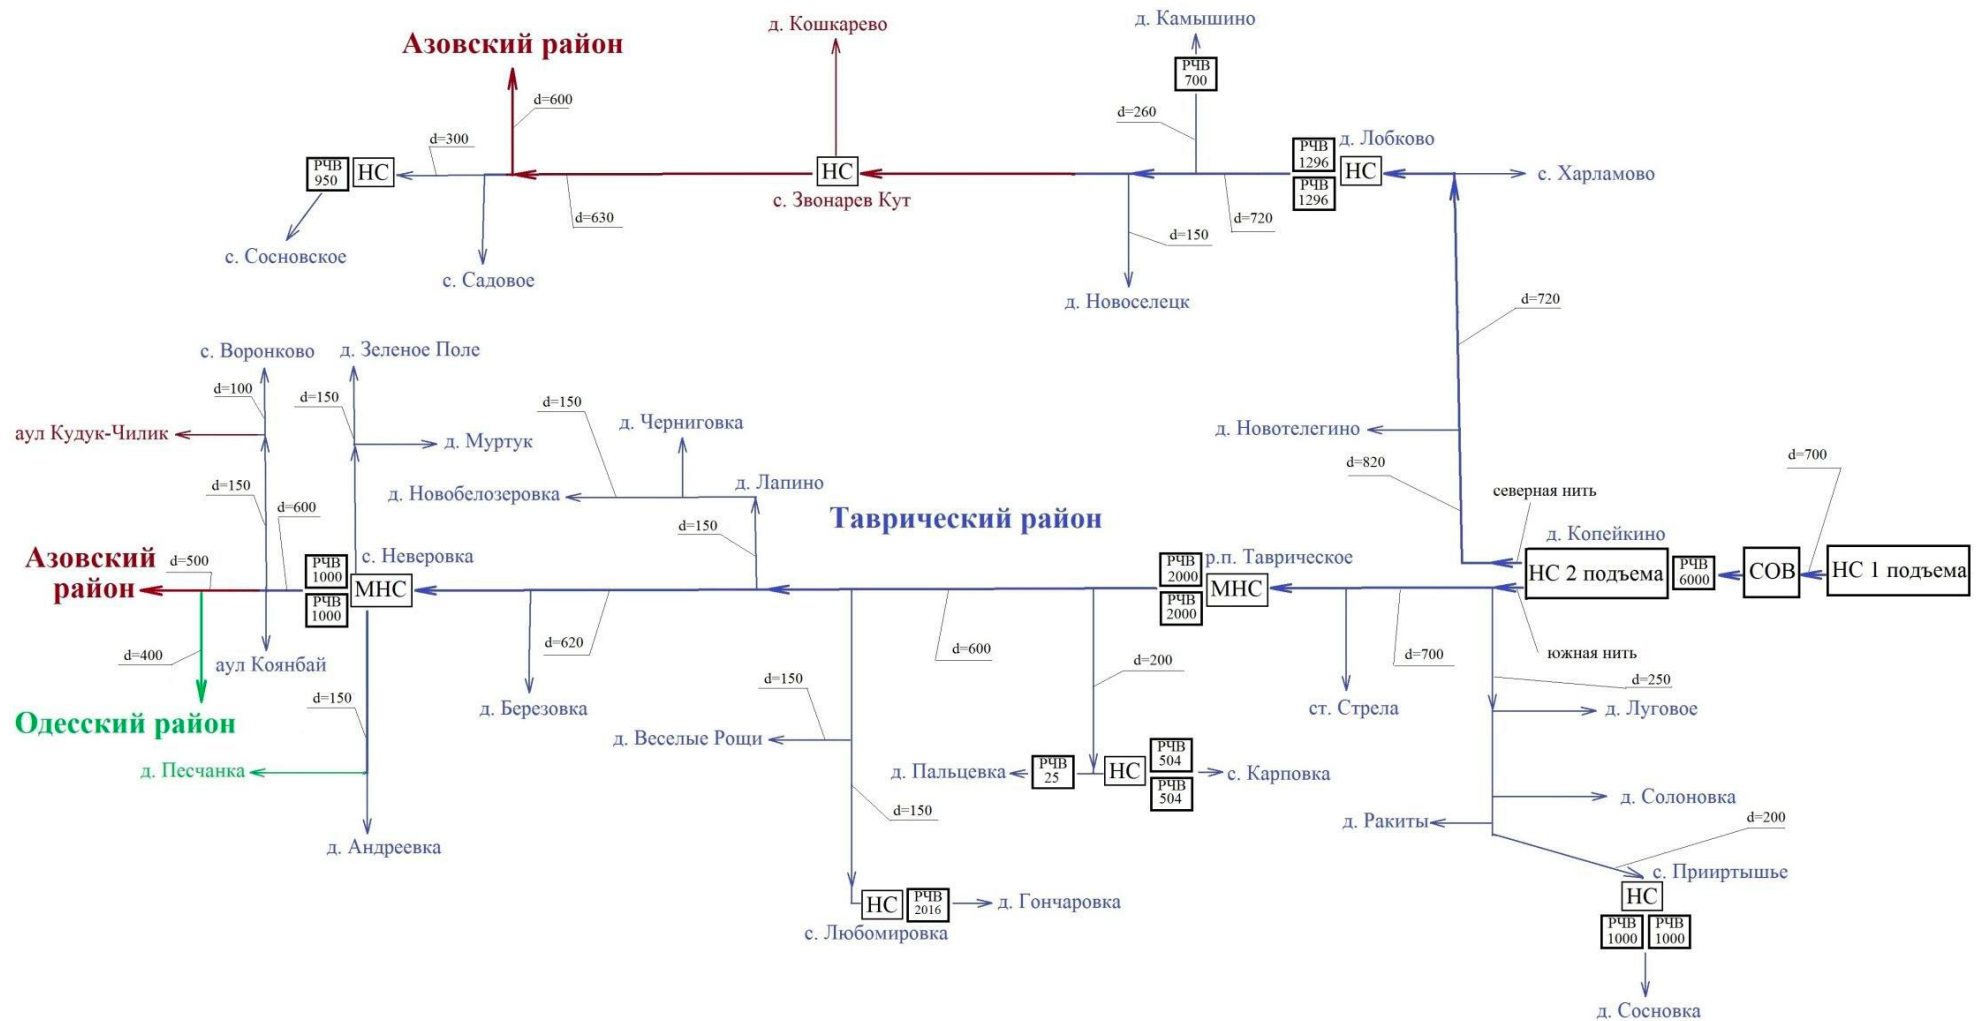 д. Камышино
д. Кошкарево
Азовский район
РЧВ
700
d=600
d=260
d=300
д. Лобково
РЧВ
950
НС
НС
РЧВ
1296
РЧВ
1296
НС
с. Харламово
с. Звонарев Кут
d=630
d=720
d=150
с. Сосновское
с. Садовое
д. Новоселецк
d=720
с. Воронково
д. Зеленое Поле
d=100
d=150
d=150
аул Кудук-Чилик
д. Муртук
д. Черниговка
д. Новотелегино
d=820
d=700
д. Новобелозеровка
д. Лапино
d=150
северная нить
d=600
d=150
Таврический район
д. Копейкино
Азовский
район
d=500
РЧВ
1000
РЧВ
1000
с. Неверовка
МНС
РЧВ
2000
РЧВ
2000
р.п. Таврическое
МНС
НС 2 подъема
РЧВ
6000
СОВ
НС 1 подъема
d=400
аул Коянбай
d=620
d=600
d=200
d=700
южная нить
d=150
d=150
d=250
Одесский район
д. Березовка
ст. Стрела
д. Луговое
д. Веселые Рощи
д. Песчанка
д. Пальцевка
РЧВ
25
НС
РЧВ
504
РЧВ
504
с. Карповка
d=150
д. Солоновка
д. Ракиты
d=200
д. Андреевка
с. Прииртышье
НС
НС
РЧВ
2016
д. Гончаровка
с. Любомировка
РЧВ
1000
РЧВ
1000
д. Сосновка